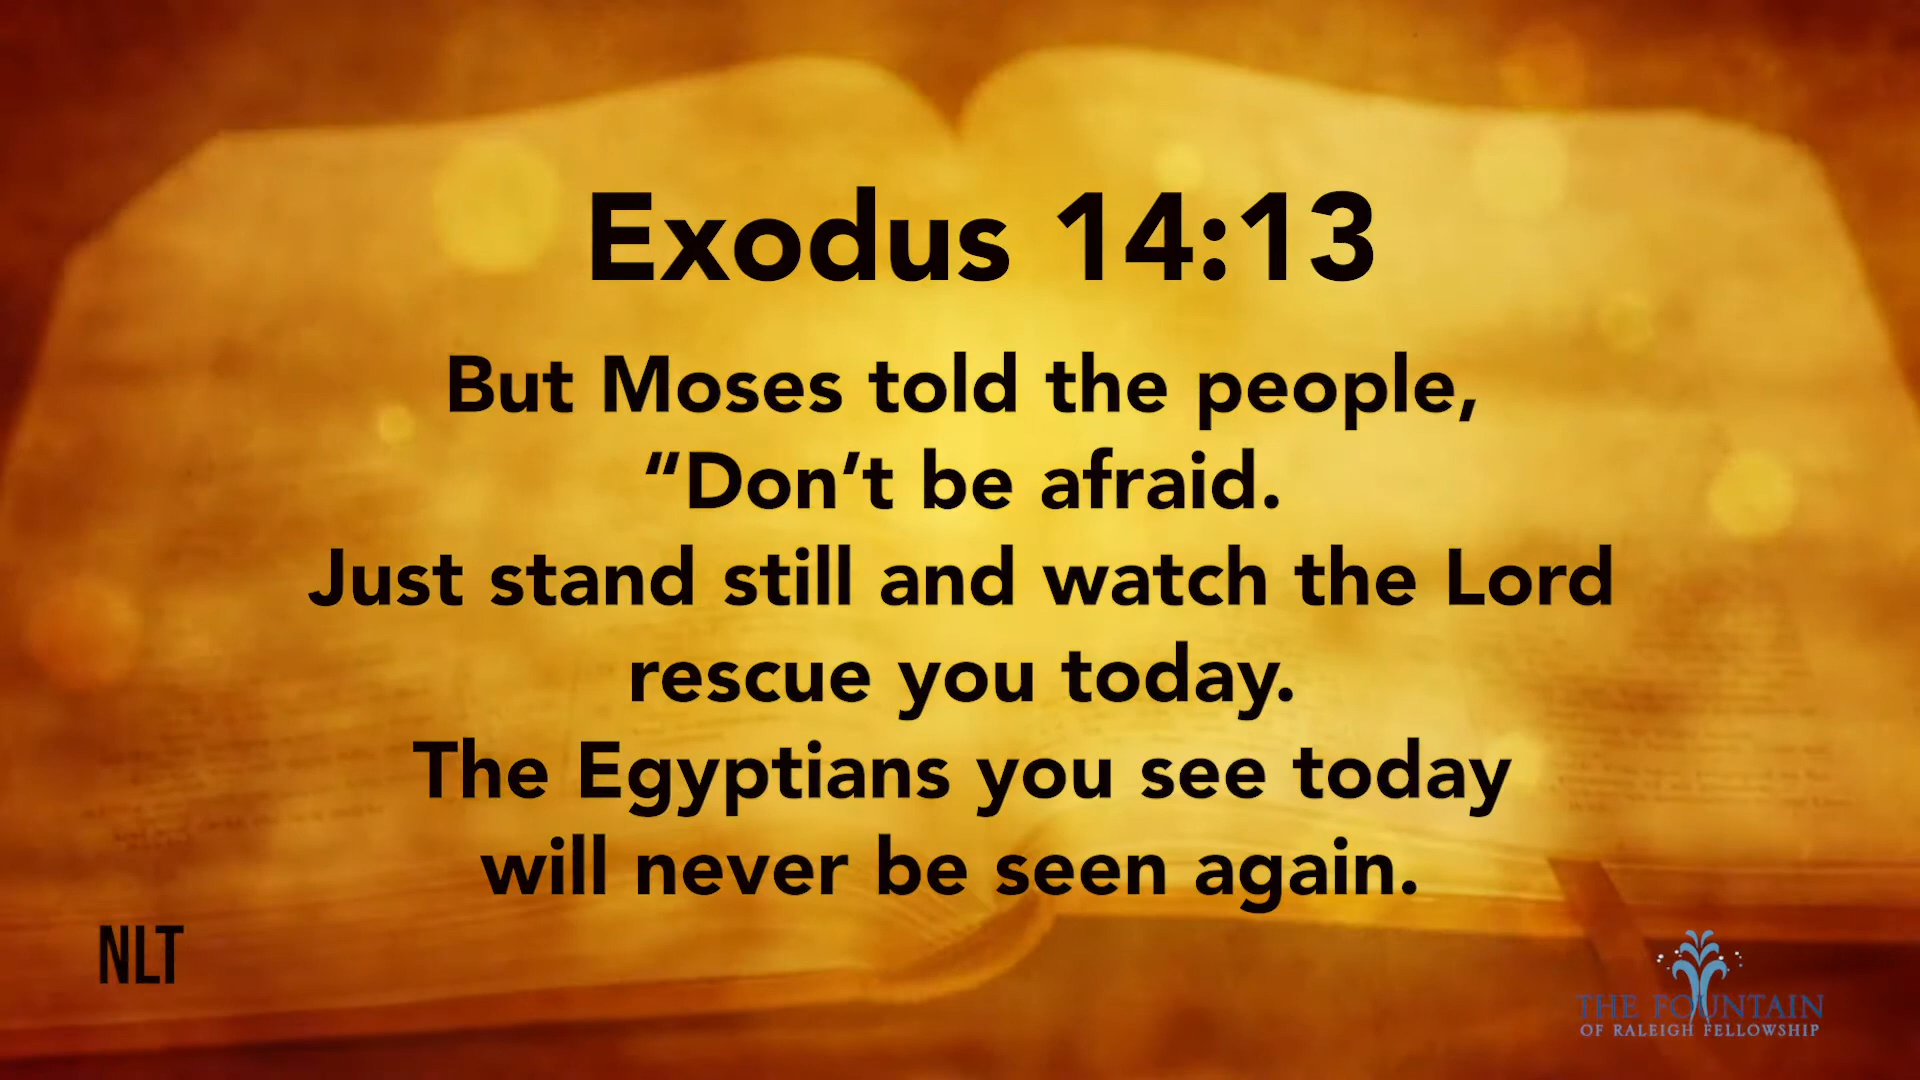 Exodus 14:13
But Moses told the people,
“Don’t be afraid.
Just stand still and watch the Lord
rescue you today.
The Egyptians you see today
will never be seen again.
NLT
THE FOUNTAIN
OF RALEIGH FELLOWSHIP